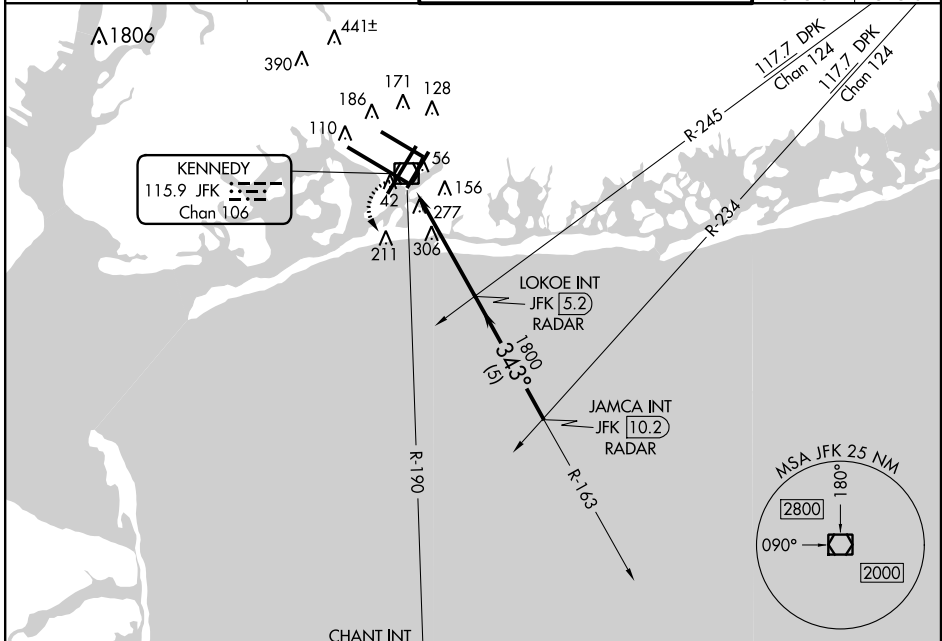 1806
441±
390
171
128
186
110
56
KENNEDY
115.9 JFK
Chan 106
42
156
277
211
306
117.7 DPK
Chan 124
117.7 DPK
Chan 124
R-245
R-234
LOKOE INT
JFK 5.2
RADAR
1800
343°
(5)
JAMCA INT
JFK 10.2
RADAR
R-190
R-163
MSA JFK 25 NM
180°
2800
090°
2000
CHANT INT